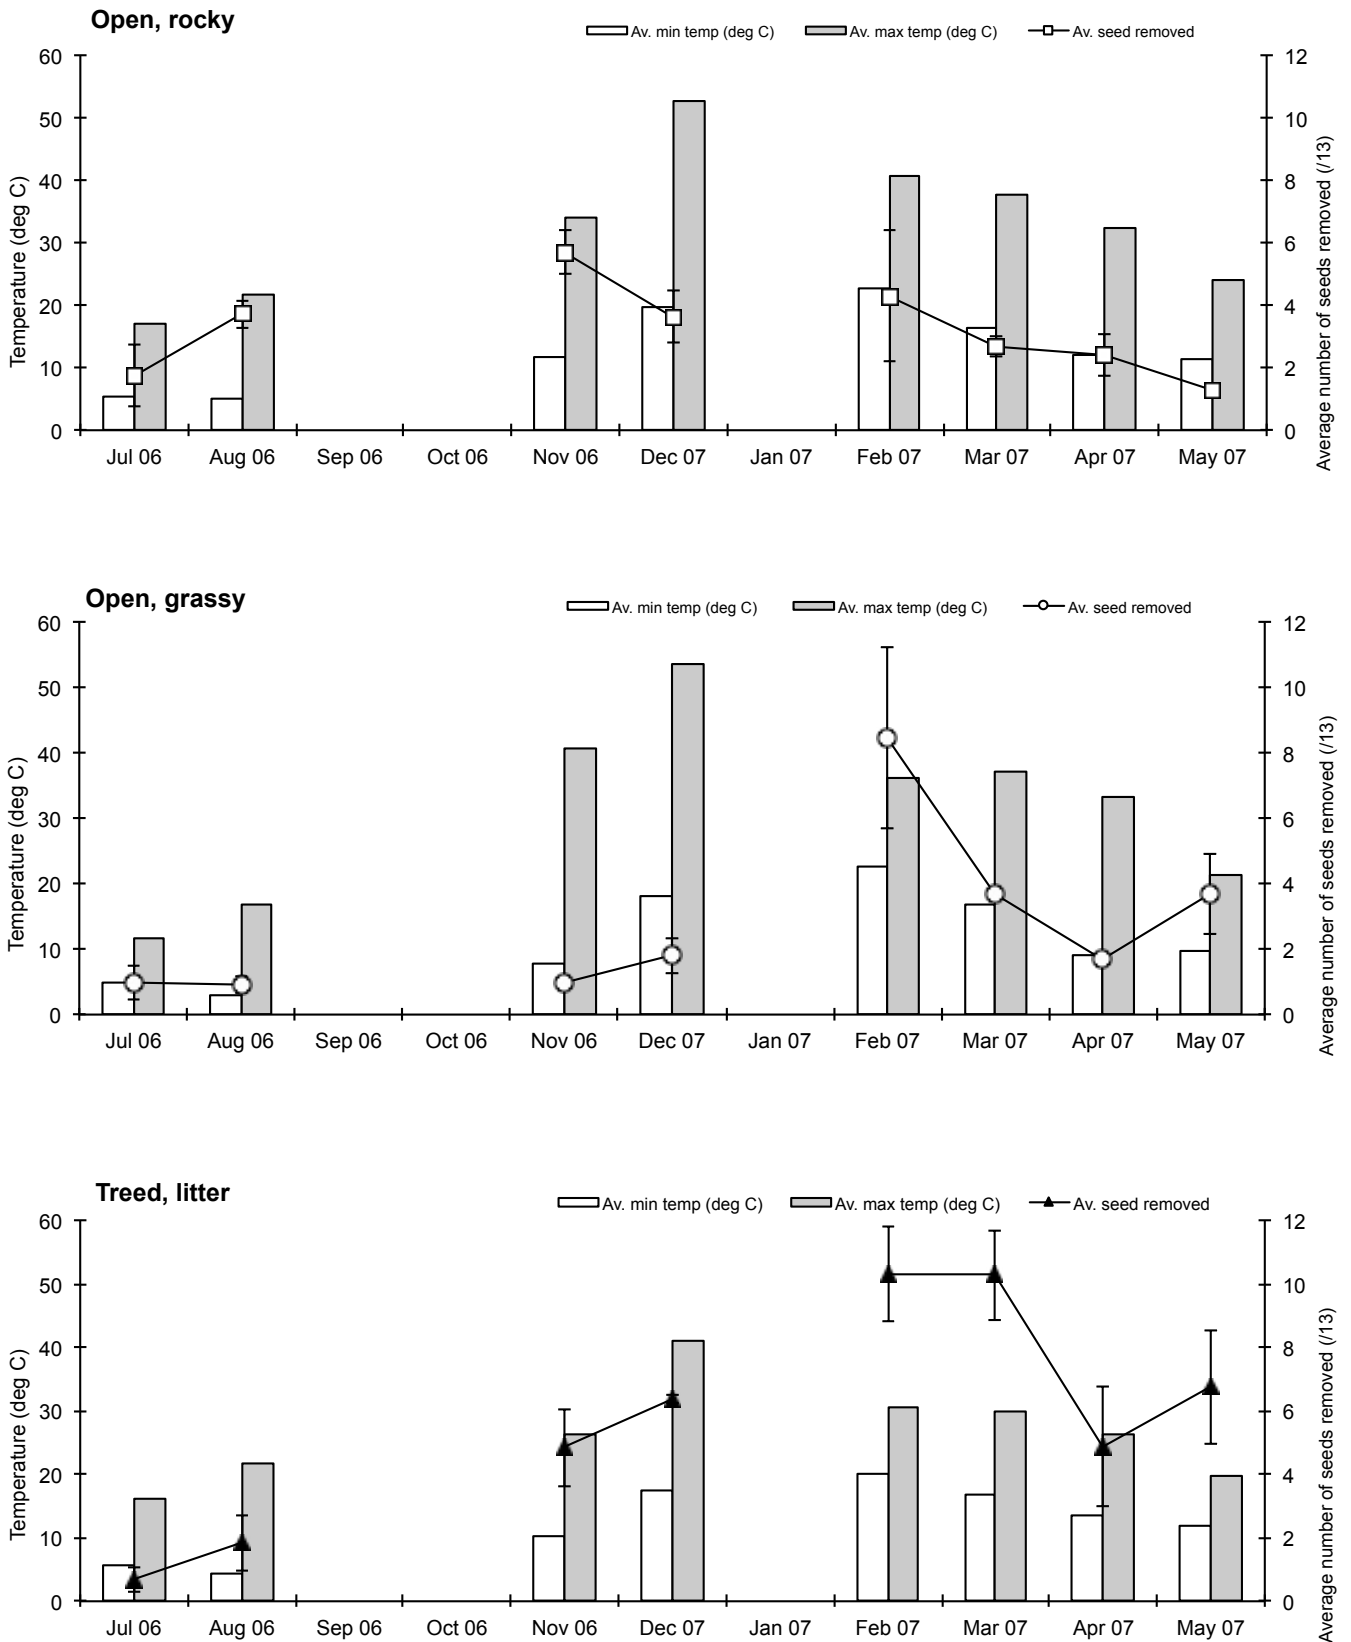 Open, rocky
Av. min temp (deg C) Av. max temp (deg C) Av. seed removed
60 12
50 10
40 8
30 6
20 4
10 2
0 0
Temperature (deg C)
Average number of seeds removed (/13)
Jul 06 Aug 06 Sep 06 Oct 06 Nov 06 Dec 07 Jan 07 Feb 07 Mar 07 Apr 07 May 07
Open, grassy
Av. min temp (deg C) Av. max temp (deg C) Av. seed removed
60 12
50 10
40 8
30 6
20 4
10 2
0 0
Temperature (deg C)
Average number of seeds removed (/13)
Jul 06 Aug 06 Sep 06 Oct 06 Nov 06 Dec 07 Jan 07 Feb 07 Mar 07 Apr 07 May 07
Treed, litter
Av. min temp (deg C) Av. max temp (deg C) Av. seed removed
60 12
50 10
40 8
30 6
20 4
10 2
0 0
Temperature (deg C)
Average number of seeds removed (/13)
Jul 06 Aug 06 Sep 06 Oct 06 Nov 06 Dec 07 Jan 07 Feb 07 Mar 07 Apr 07 May 07